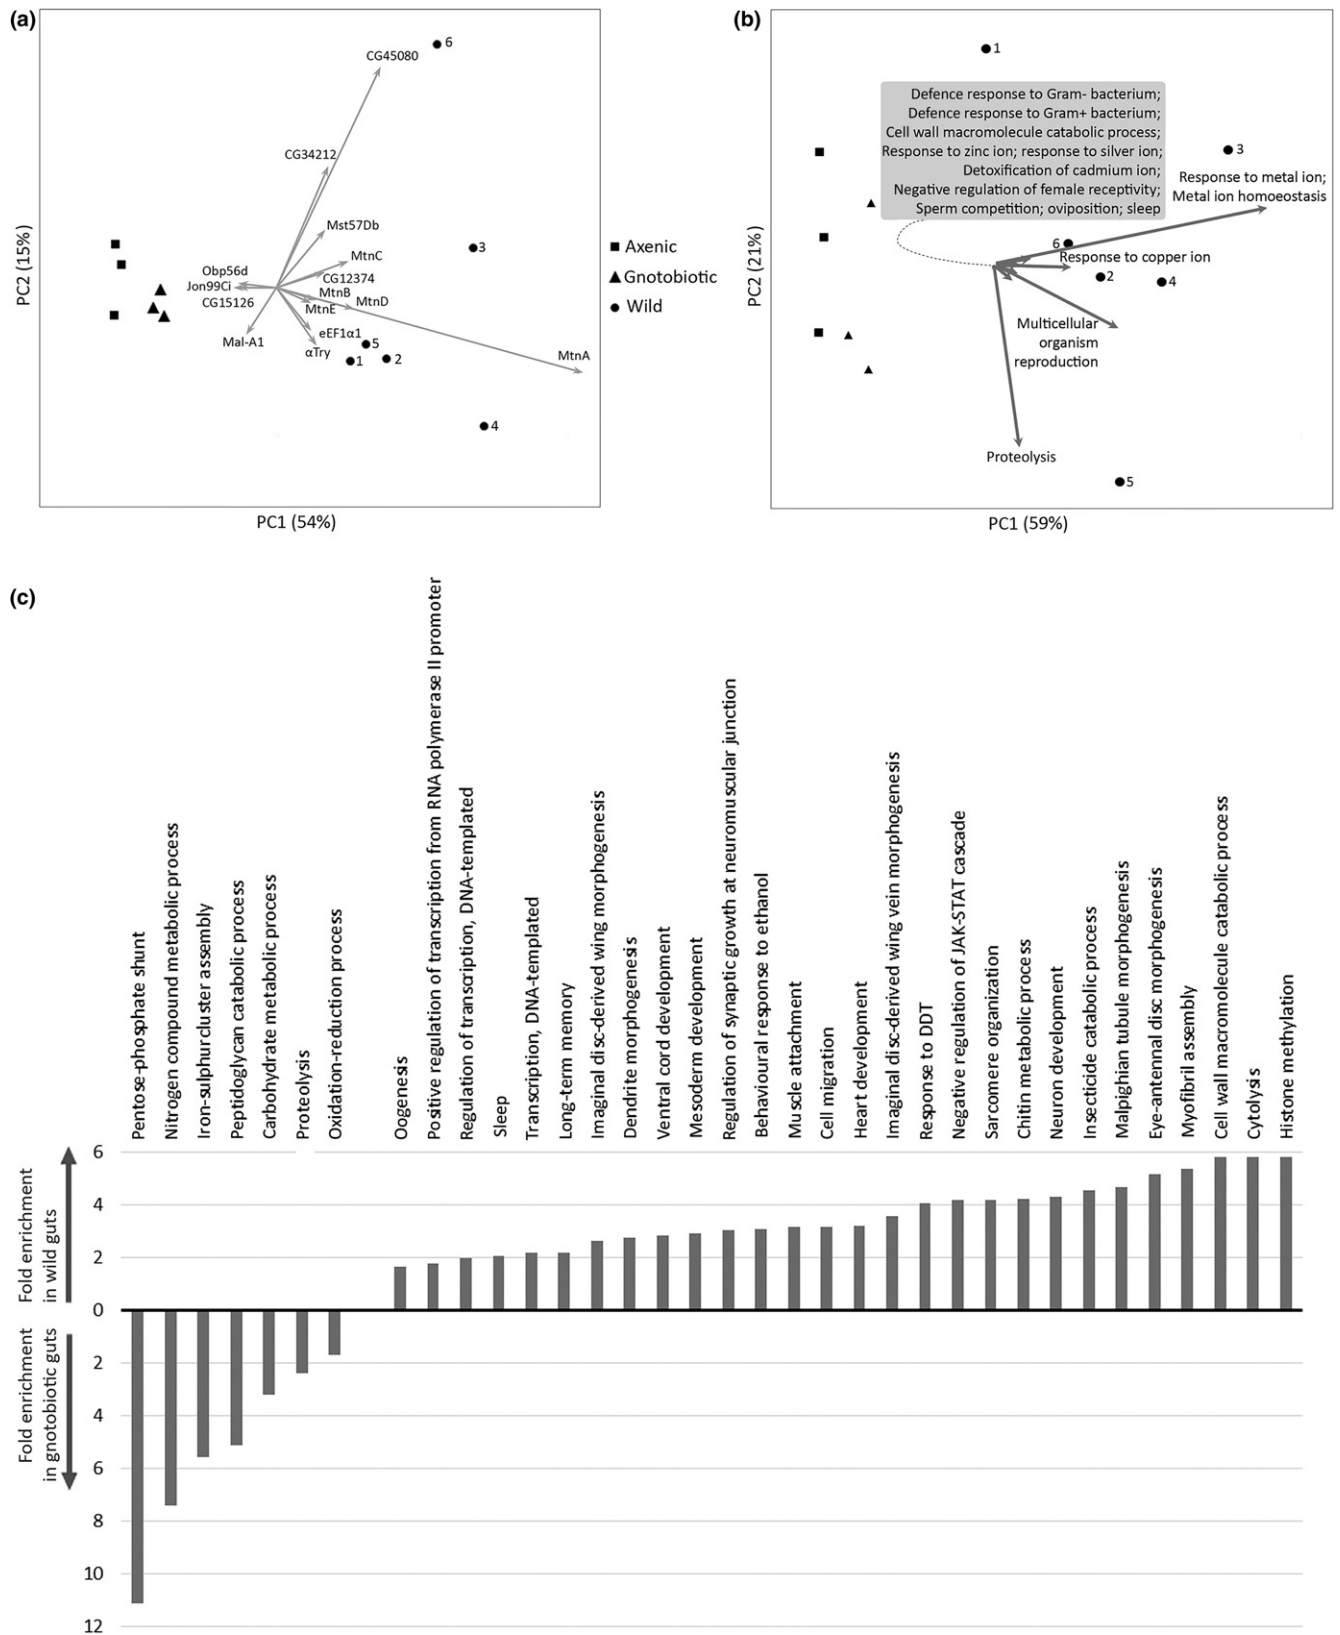 (a)
6
CG45080
CG34212
Mst57Db
3
MtnC
Obp56d
CG12374
Jon99Ci
MtnB
CG15126
MtnD
MtnE
Mal-A1
eEF1α1
5
αTry
1
2
MtnA
4
PC2 (15%)
PC1 (54%)
Axenic
Gnotobiotic
Wild
(b)
1
Defence response to Gram- bacterium;
Defence response to Gram+ bacterium;
Cell wall macromolecule catabolic process;
Response to zinc ion; response to silver ion;
Detoxification of cadmium ion;
Negative regulation of female receptivity;
Sperm competition; oviposition; sleep
3
Response to metal ion;
Metal ion homoeostasis
6
Response to copper ion
2
4
Multicellular
organism
reproduction
Proteolysis
5
PC2 (21%)
PC1 (59%)
(c)
Pentose-phosphate shunt
Nitrogen compound metabolic process
Iron-sulphur cluster assembly
Peptidoglycan catabolic process
Carbohydrate metabolic process
Proteolysis
Oxidation-reduction process
Oogenesis
Positive regulation of transcription from RNA polymerase II promoter
Regulation of transcription, DNA-templated
Sleep
Transcription, DNA-templated
Long-term memory
Imaginal disc-derived wing morphogenesis
Dendrite morphogenesis
Ventral cord development
Mesoderm development
Regulation of synaptic growth at neuromuscular junction
Behavioural response to ethanol
Muscle attachment
Cell migration
Heart development
Imaginal disc-derived wing vein morphogenesis
Response to DDT
Negative regulation of JAK-STAT cascade
Sarcomere organization
Chitin metabolic process
Neuron development
Insecticide catabolic process
Malpighian tubule morphogenesis
Eye-antennal disc morphogenesis
Myofibril assembly
Cell wall macromolecule catabolic process
Cytolysis
Histone methylation
Fold enrichment
in wild guts
Fold enrichment
in gnotobiotic guts
6
4
2
0
2
4
6
8
10
12